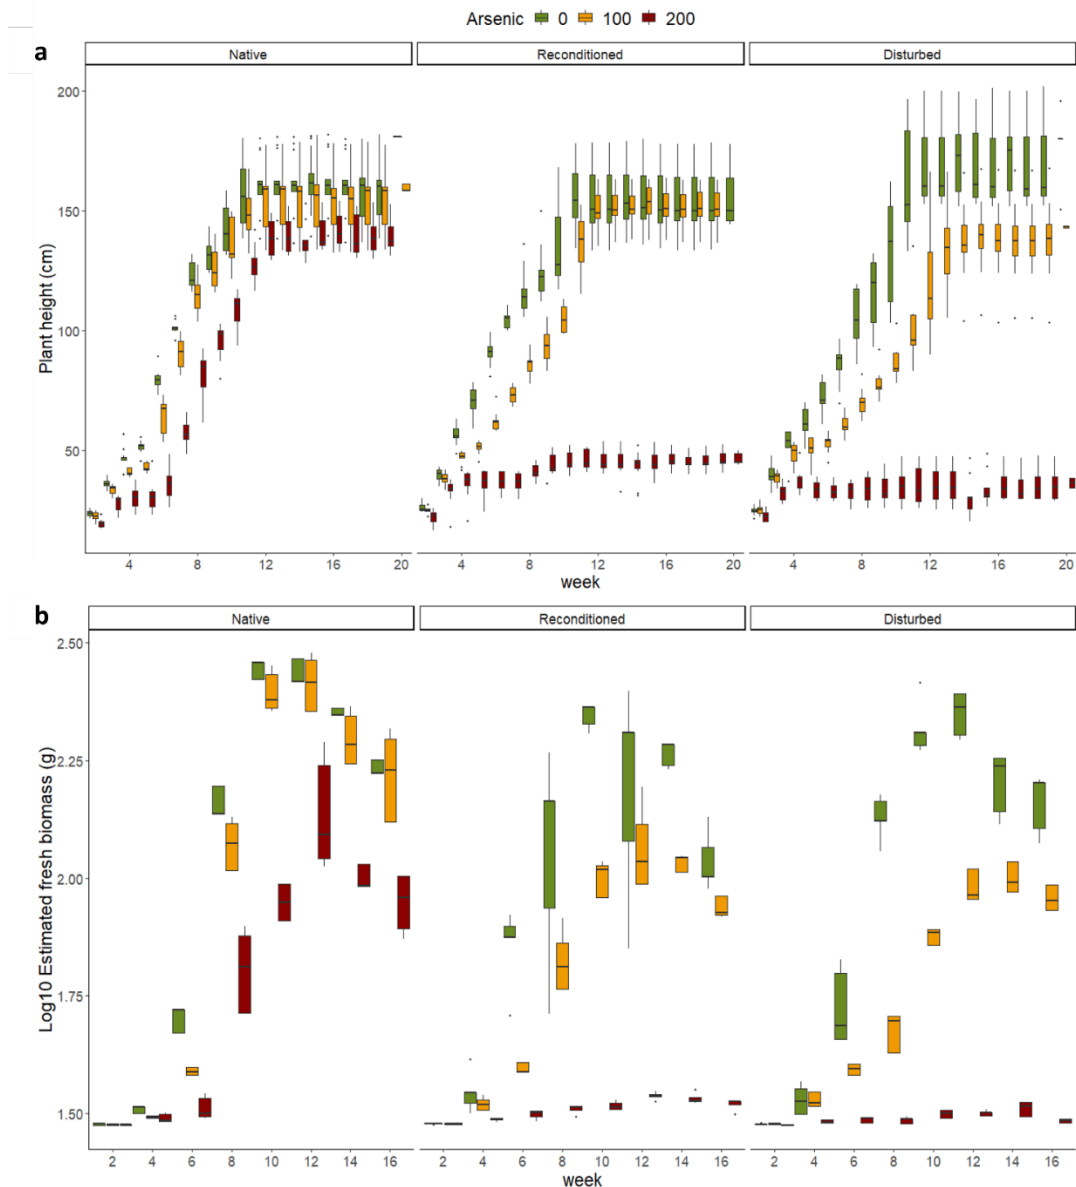 Arsenic 0 100 200
a
Native Reconditioned Disturbed
200
150
100
50
Plant height (cm)
4 8 12 16 20 4 8 12 16 20 4 8 12 16 20
week
b
Native Reconditioned Disturbed
2.50
2.25
2.00
1.75
1.50
Log10 Estimated fresh biomass (g)
2 4 6 8 10 12 14 16 2 4 6 8 10 12 14 16 2 4 6 8 10 12 14 16
week